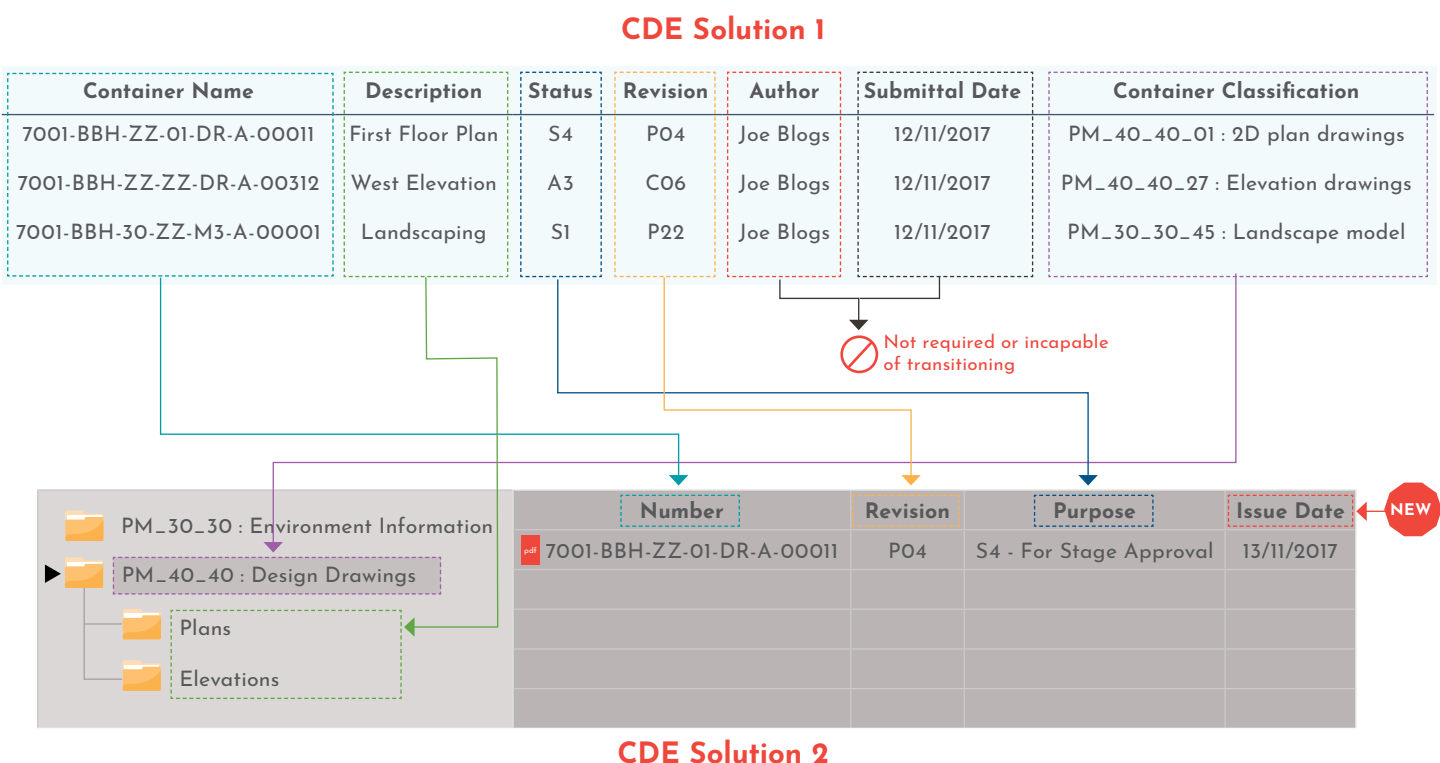 CDE Solution 1
Container Name Description Status Revision Author Submittal Date Container Classification
7001-BBH-ZZ-01-DR-A-00011 First Floor Plan S4 P04 Joe Blogs 12/11/2017 PM_40_40_01 : 2D plan drawings
7001-BBH-ZZ-ZZ-DR-A-00312 West Elevation A3 C06 Joe Blogs 12/11/2017 PM_40_40_27 : Elevation drawings
7001-BBH-30-ZZ-M3-A-00001 Landscaping S1 P22 Joe Blogs 12/11/2017 PM_30_30_45 : Landscape model
Not required or incapable
of transitioning
Number Revision Purpose Issue Date NEW
PM_30_30 : Environment Information
pdf 7001-BBH-ZZ-01-DR-A-00011 P04 S4 - For Stage Approval 13/11/2017
PM_40_40 : Design Drawings
Plans
Elevations
CDE Solution 2